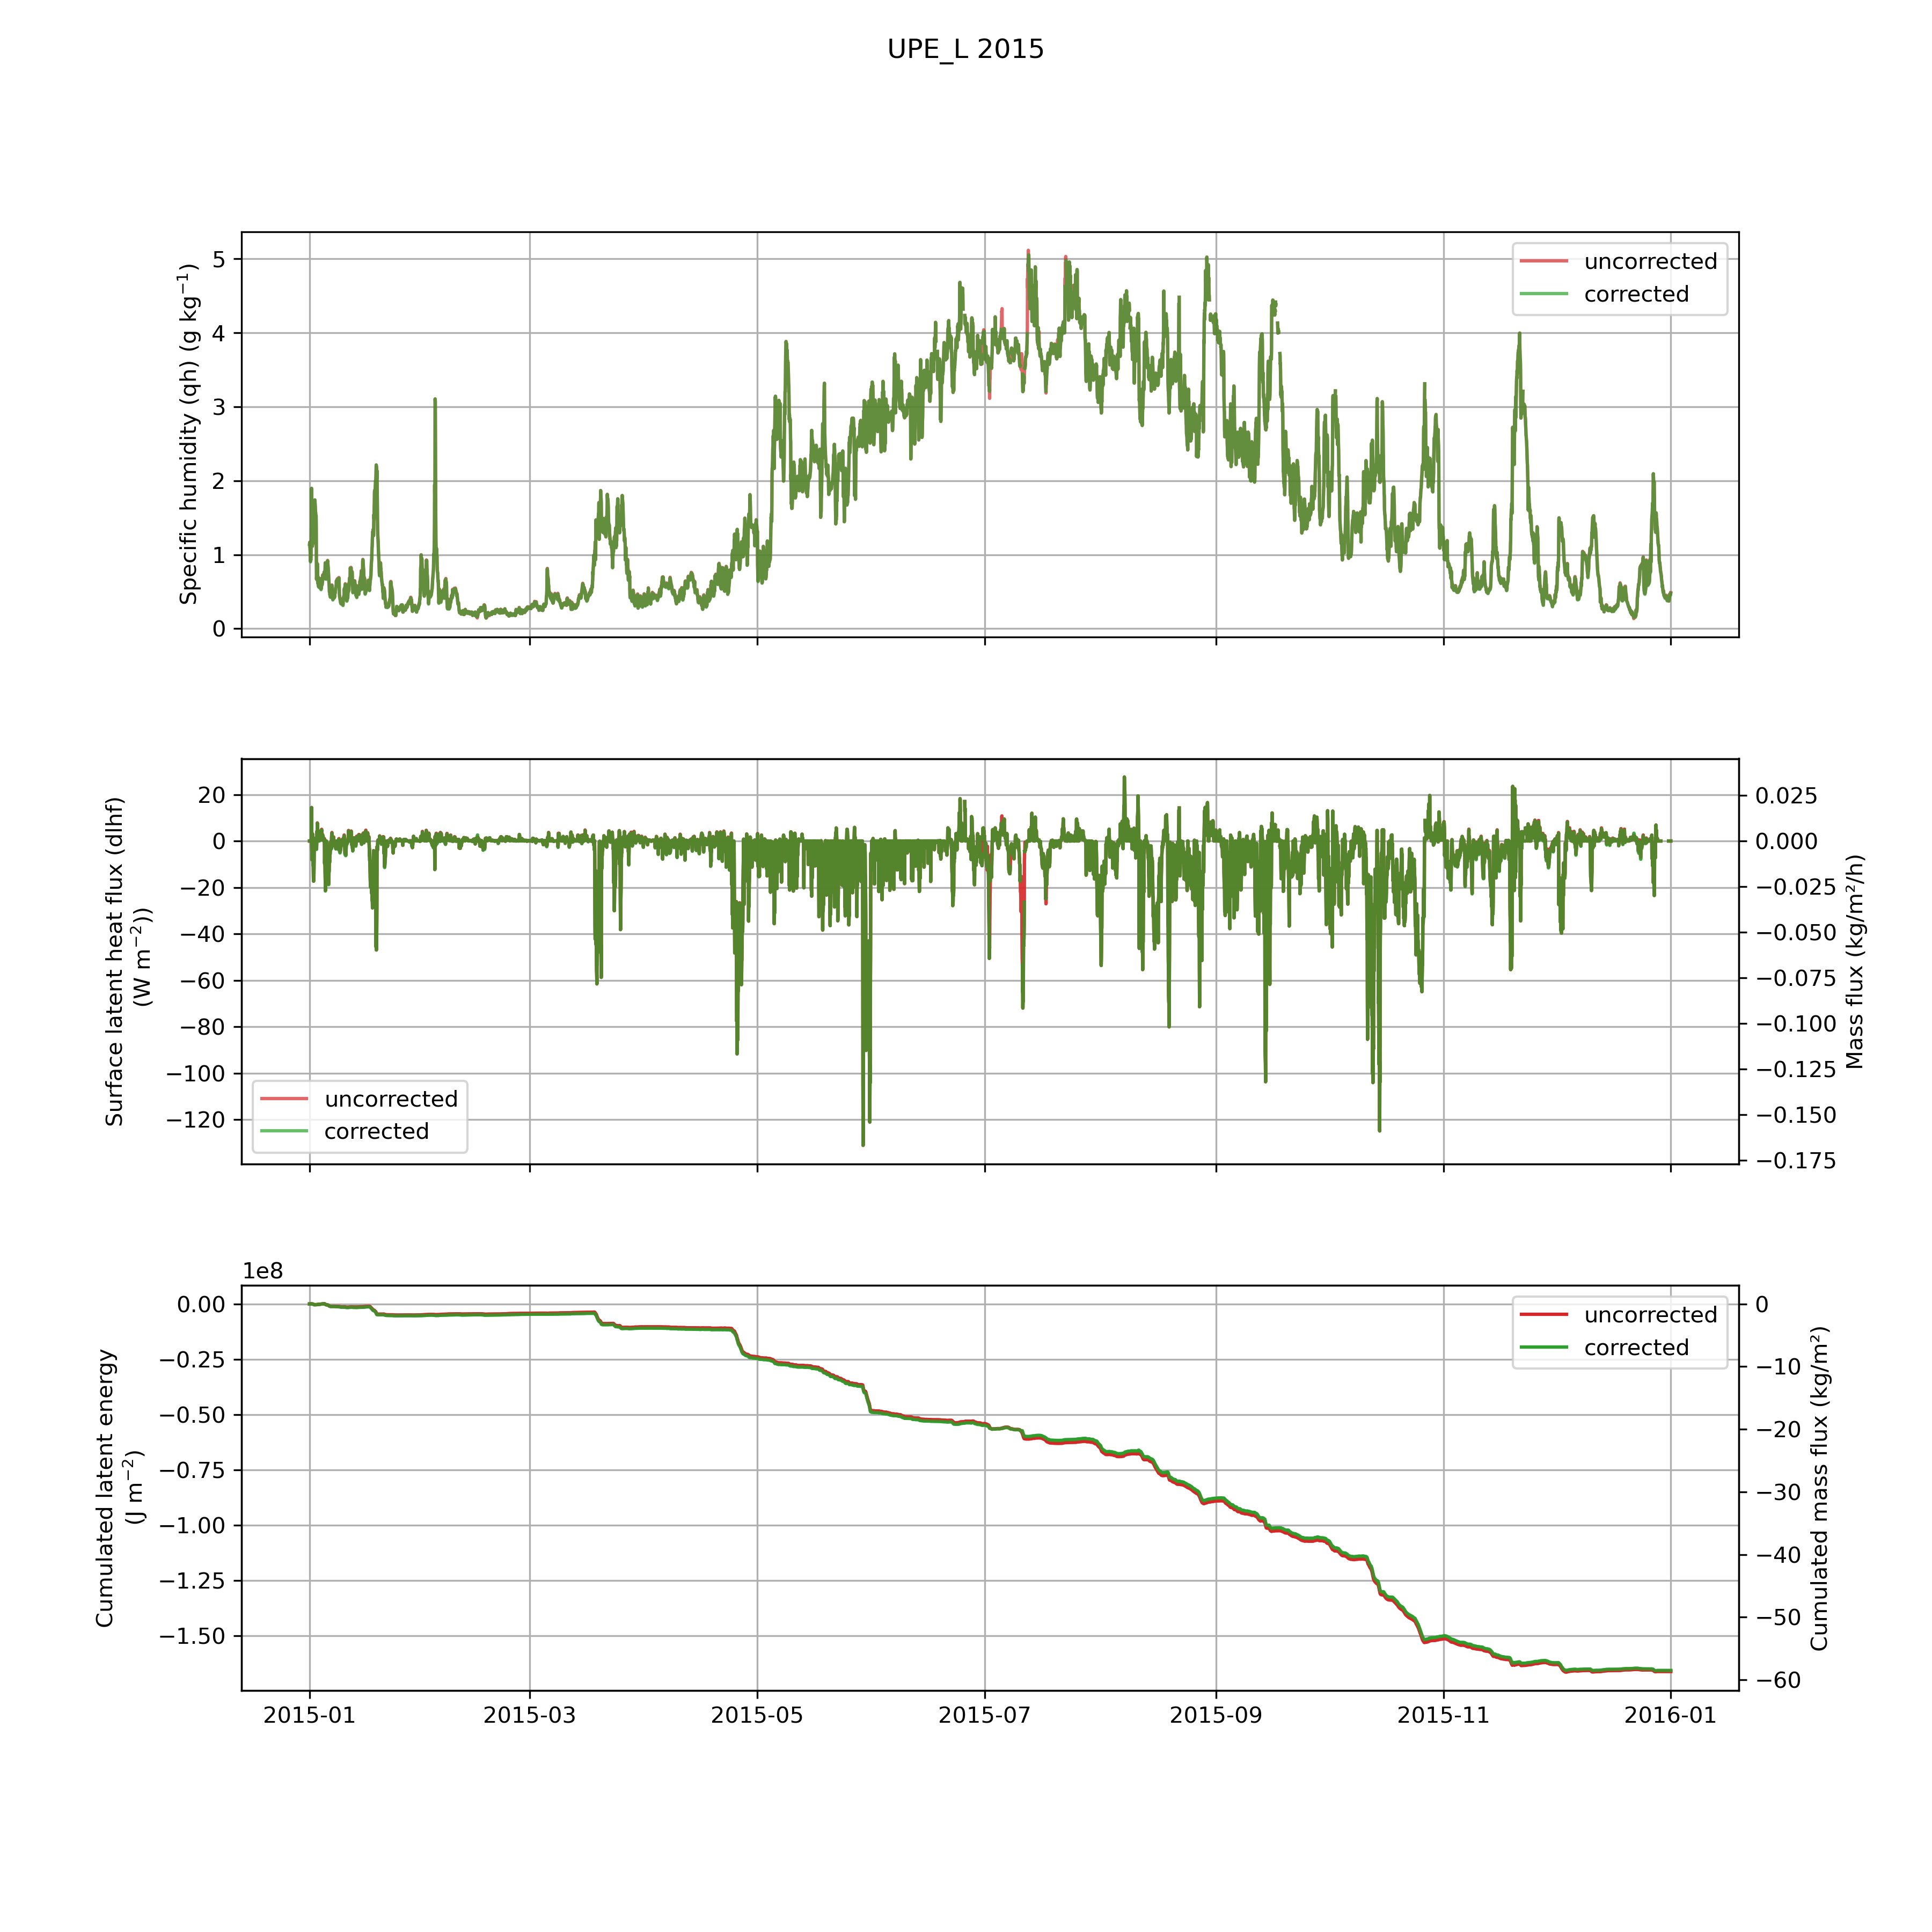 UPE_L 2015
Specific humidity (qh) (g kg⁻¹)
5
4
3
2
1
0
uncorrected
corrected
Surface latent heat flux (dlhf)
(W m⁻²))
20
0
−20
−40
−60
−80
−100
−120
uncorrected
corrected
0.025
0.000
−0.025
−0.050
−0.075
−0.100
−0.125
−0.150
−0.175
Mass flux (kg/m²/h)
1e8
Cumulated latent energy
(J m⁻²)
0.00
−0.25
−0.50
−0.75
−1.00
−1.25
−1.50
uncorrected
corrected
0
−10
−20
−30
−40
−50
−60
Cumulated mass flux (kg/m²)
2015-01 2015-03 2015-05 2015-07 2015-09 2015-11 2016-01